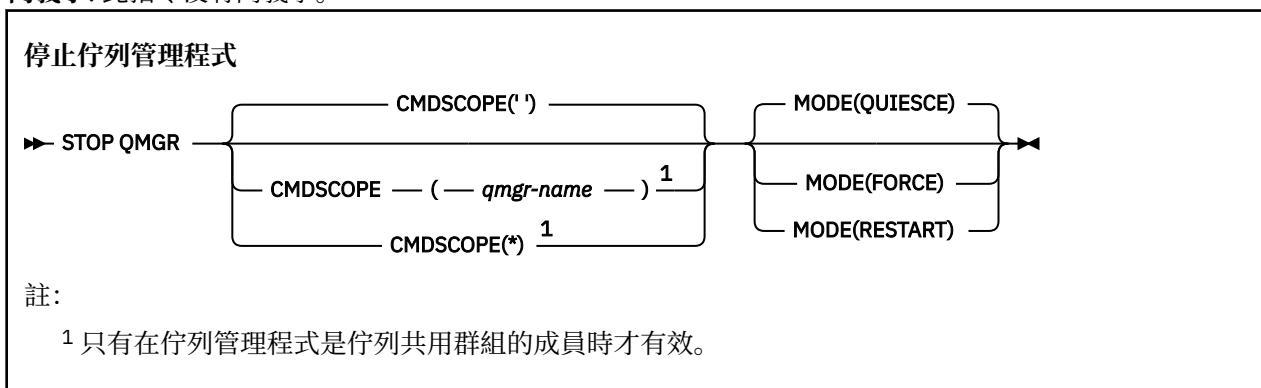 停止佇列管理程式
CMDSCOPE(' ')
MODE(QUIESCE)
STOP QMGR
CMDSCOPE ( qmgr-name ) 1
MODE(FORCE)
CMDSCOPE(*) 1
MODE(RESTART)
註:
1 只有在佇列管理程式是佇列共用群組的成員時才有效。